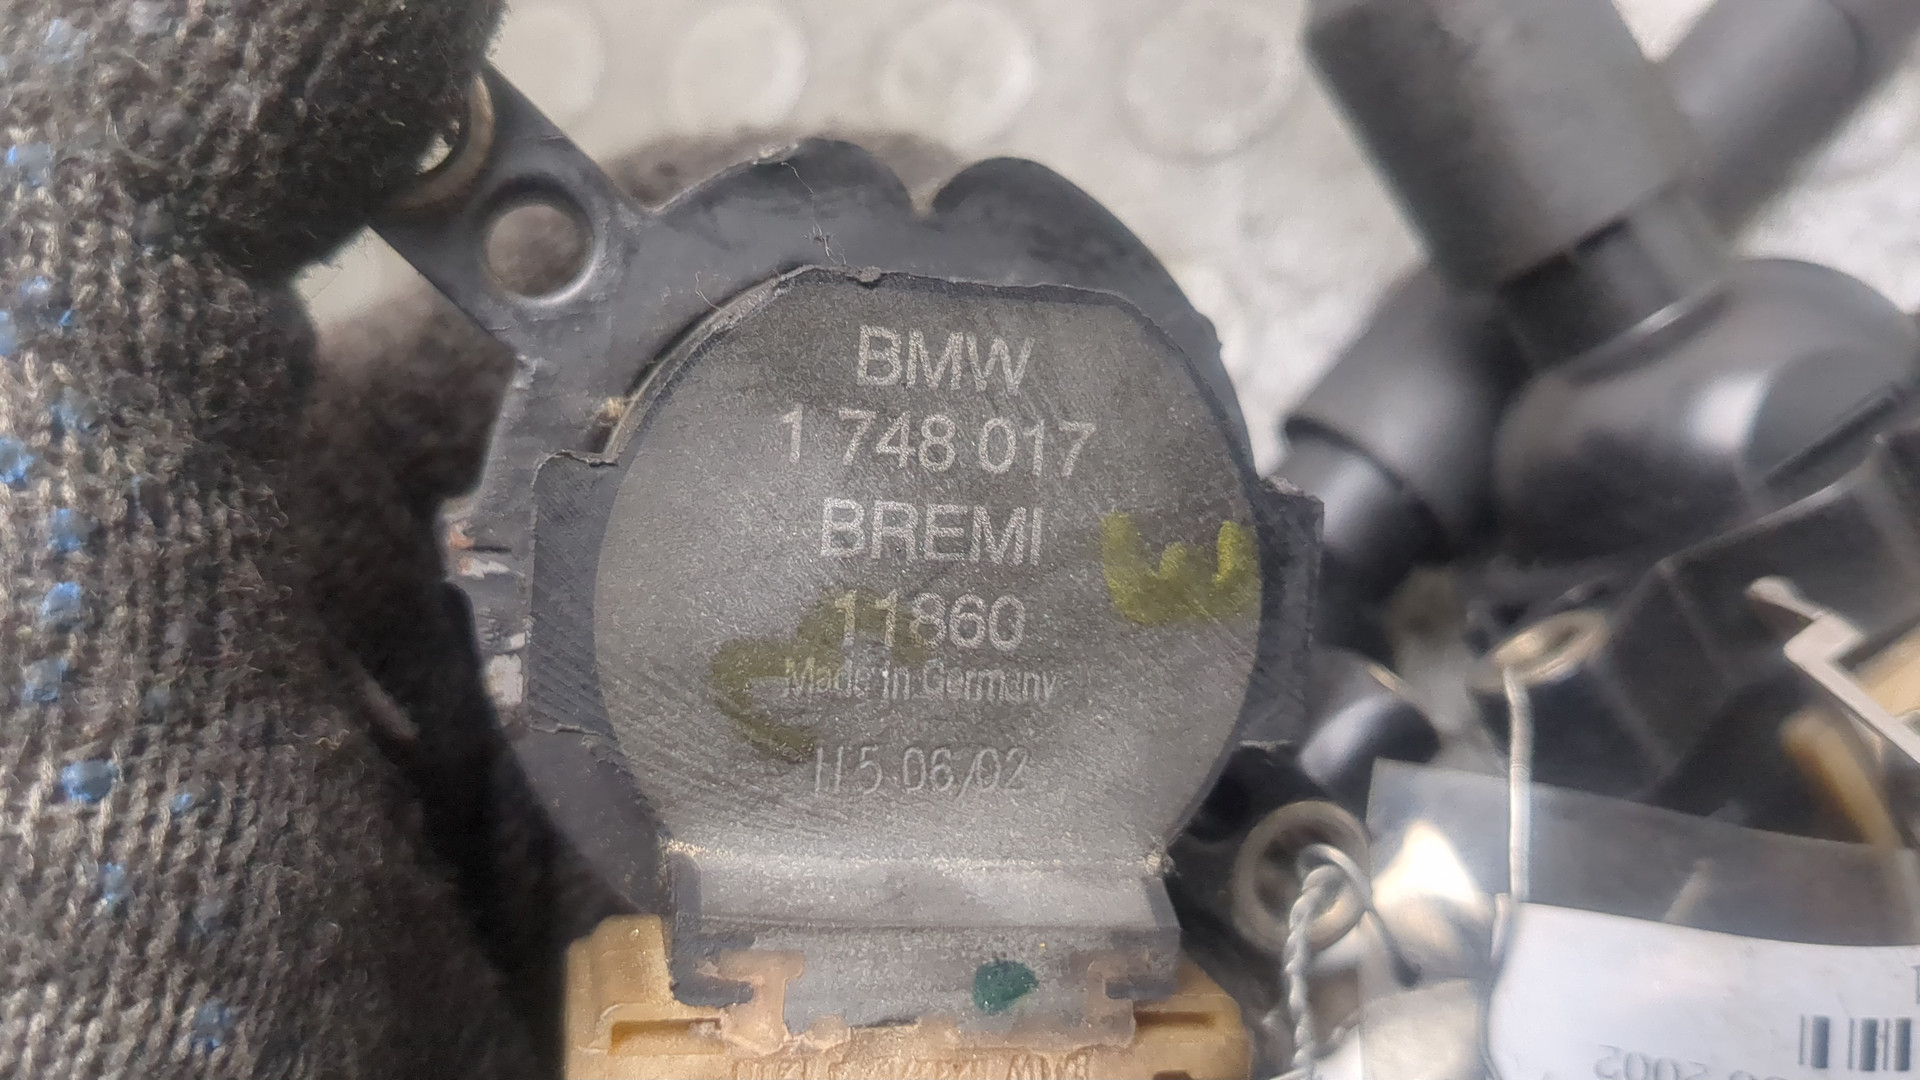 BMW
1 748 017
BREMI
11860
Made in Germany
115 06/02